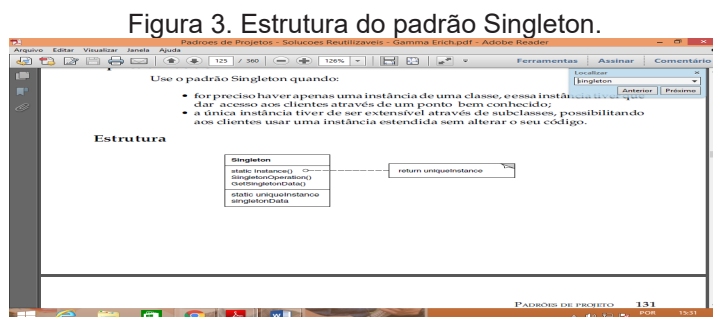 Figura 3. Estrutura do padrão Singleton.
Padroes de Projetos - Solucoes Reutilizaveis - Gamma Erich.pdf - Adobe Reader
Arquivo Editar Visualizar Janela Ajuda
125 / 360 126% Ferramentas Assinar Comentário
Localizar
singleton
Anterior Próximo
Use o padrão Singleton quando:
• for preciso haver apenas uma instância de uma classe, e essa instância tiver que
dar acesso aos clientes através de um ponto bem conhecido;
• a única instância tiver de ser extensível através de subclasses, possibilitando
aos clientes usar uma instância estendida sem alterar o seu código.
Estrutura
Singleton
static Instance()
SingletonOperation()
GetSingletonData()
static uniqueInstance
singletonData
return uniqueInstance
PADRÕES DE PROJETO 131
POR 15:31